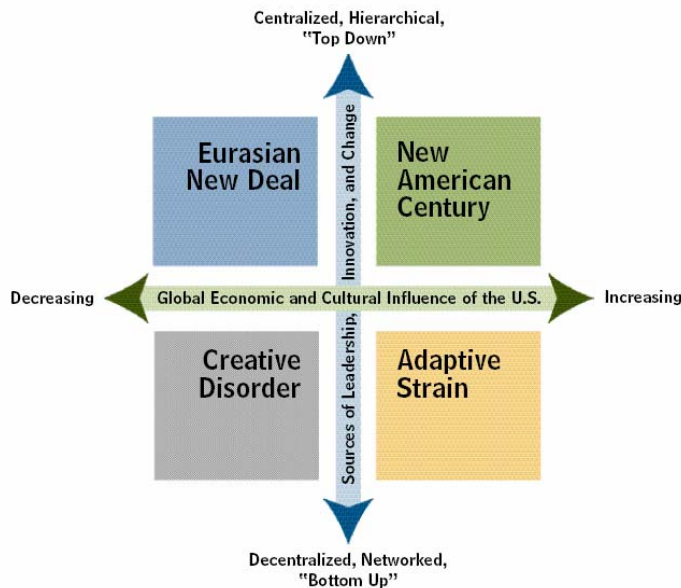 Centralized, Hierarchical,
"Top Down"
Eurasian
New Deal
New
American
Century
Sources of Leadership, Innovation, and Change
Decreasing
Global Economic and Cultural Influence of the U.S.
Increasing
Creative
Disorder
Adaptive
Strain
Decentralized, Networked,
"Bottom Up"